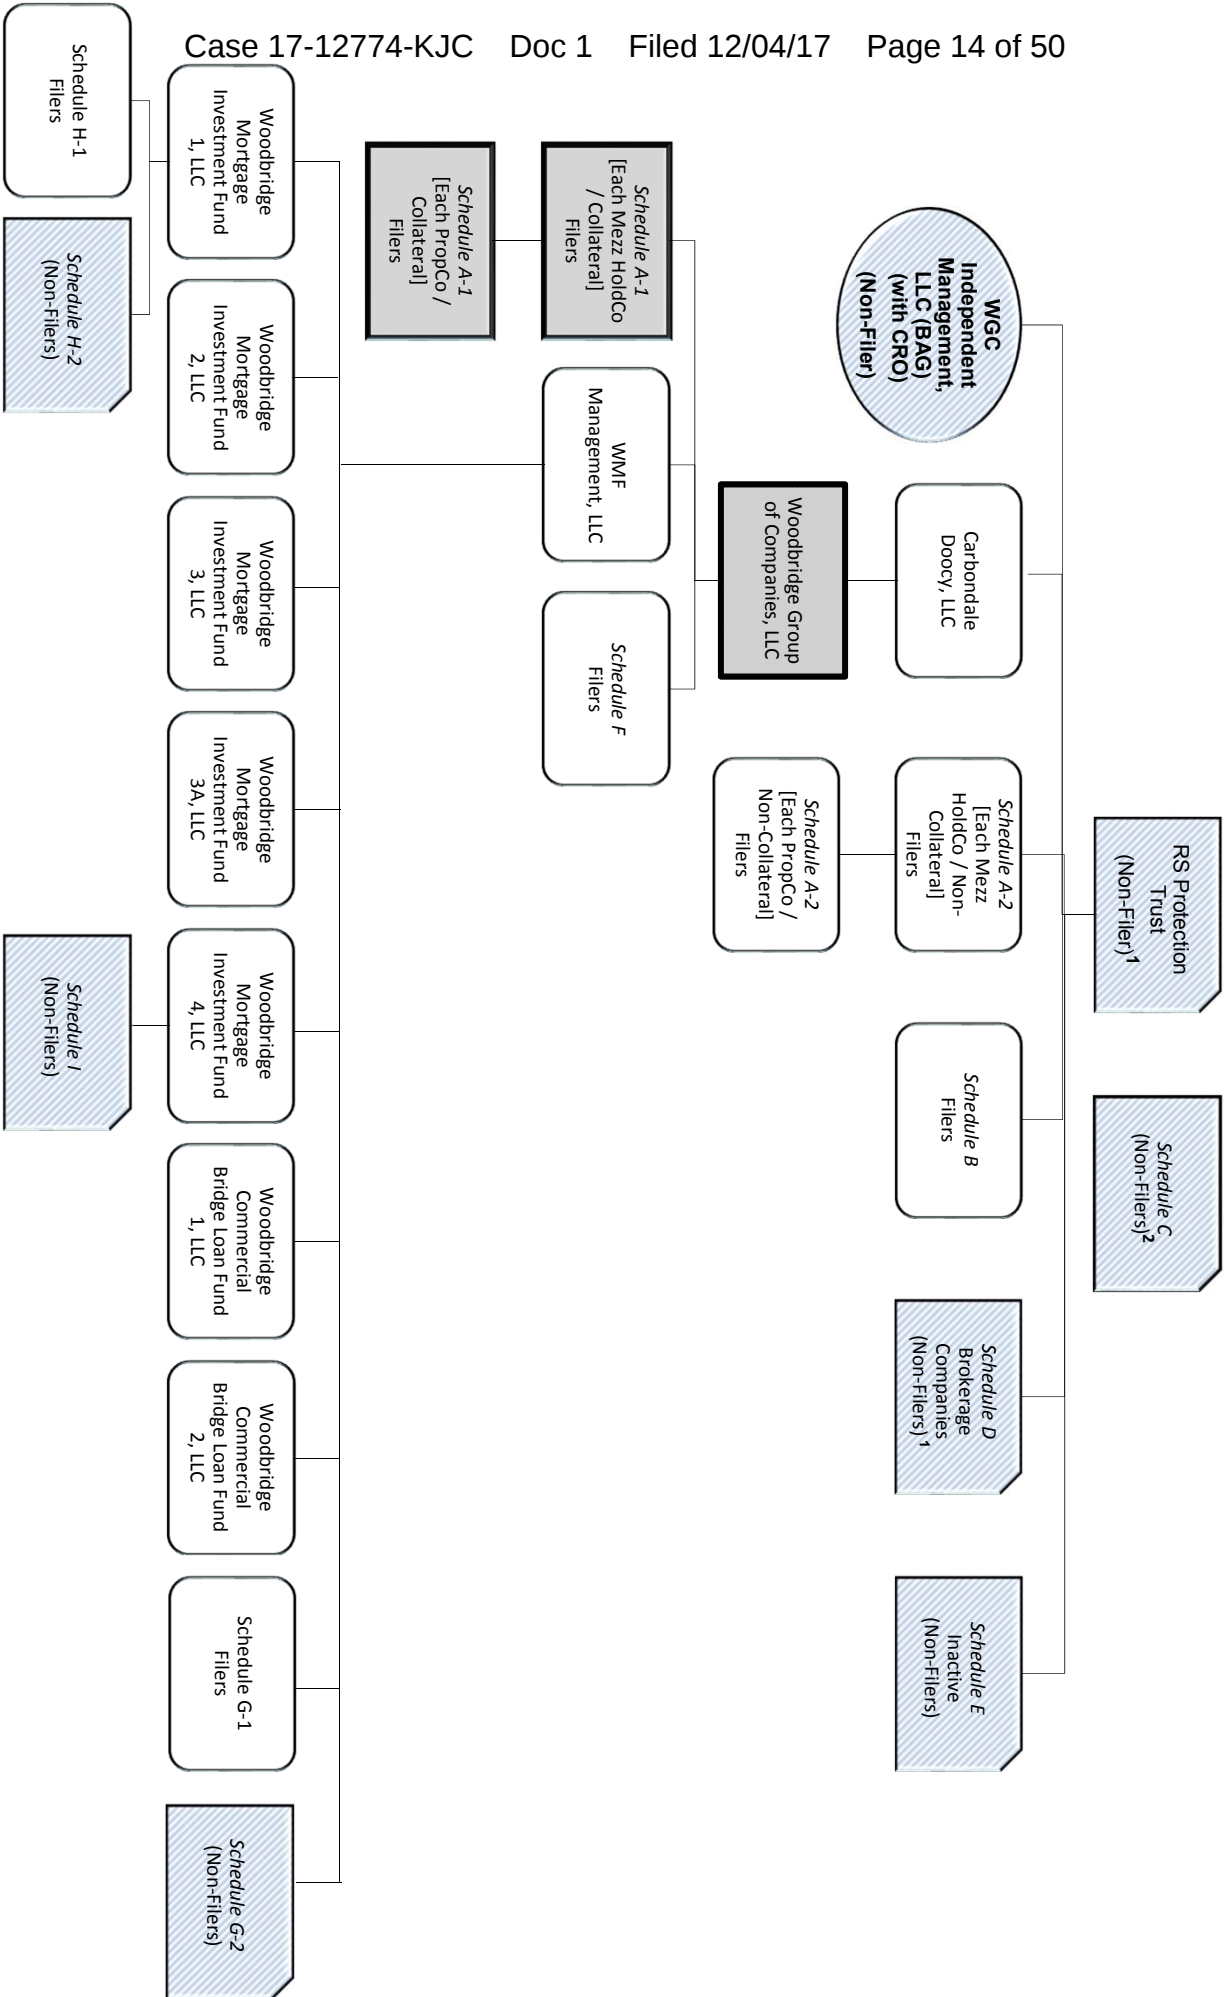 Case 17-12774-KJC Doc 1 Filed 12/04/17 Page 14 of 50
RS Protection
Trust
(Non-Filer)1
Schedule C
(Non-Filers)2
WGC
Independent
Management,
LLC (BAG)
(with CRO)
(Non-Filer)
Carbondale
Doocy, LLC
Schedule A-2
[Each Mezz
HoldCo / Non-
Collateral]
Filers
Schedule B
Filers
Schedule D
Brokerage
Companies
(Non-Filers)1
Schedule E
Inactive
(Non-Filers)
Woodbridge Group
of Companies, LLC
Schedule A-2
[Each PropCo /
Non-Collateral]
Filers
Schedule A-1
[Each Mezz HoldCo
/ Collateral]
Filers
WMF
Management, LLC
Schedule F
Filers
Schedule A-1
[Each PropCo /
Collateral]
Filers
Woodbridge
Mortgage
Investment Fund
1, LLC
Woodbridge
Mortgage
Investment Fund
2, LLC
Woodbridge
Mortgage
Investment Fund
3, LLC
Woodbridge
Mortgage
Investment Fund
3A, LLC
Woodbridge
Mortgage
Investment Fund
4, LLC
Woodbridge
Commercial
Bridge Loan Fund
1, LLC
Woodbridge
Commercial
Bridge Loan Fund
2, LLC
Schedule G-1
Filers
Schedule G-2
(Non-Filers)
Schedule H-1
Filers
Schedule H-2
(Non-Filers)
Schedule I
(Non-Filers)